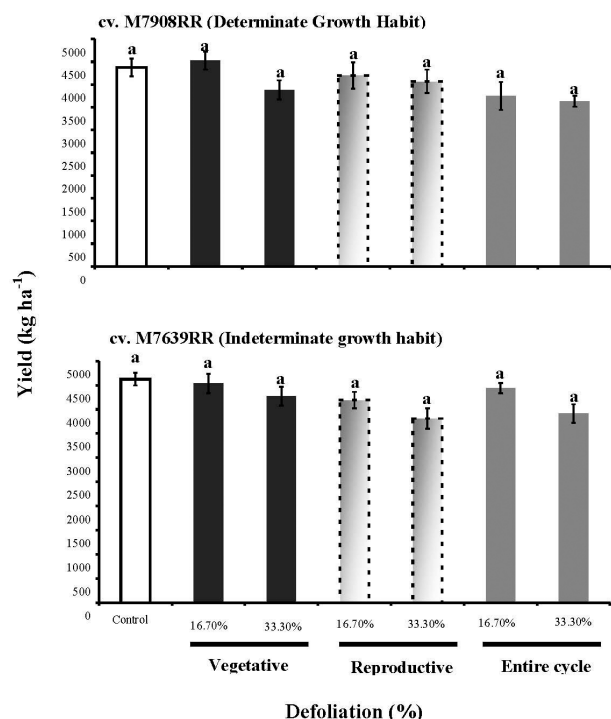 cv. M7908RR (Determinate Growth Habit)
5000
4500
4000
3500
3000
2500
2000
1500
1000
500
0
a
a
a
a
a
a
a
Yield (kg ha-1)
cv. M7639RR (Indeterminate growth habit)
5000
4500
4000
3500
3000
2500
2000
1500
1000
500
0
a
a
a
a
a
a
a
Control
16.70%
33.30%
16.70%
33.30%
16.70%
33.30%
Vegetative
Reproductive
Entire cycle
Defoliation (%)